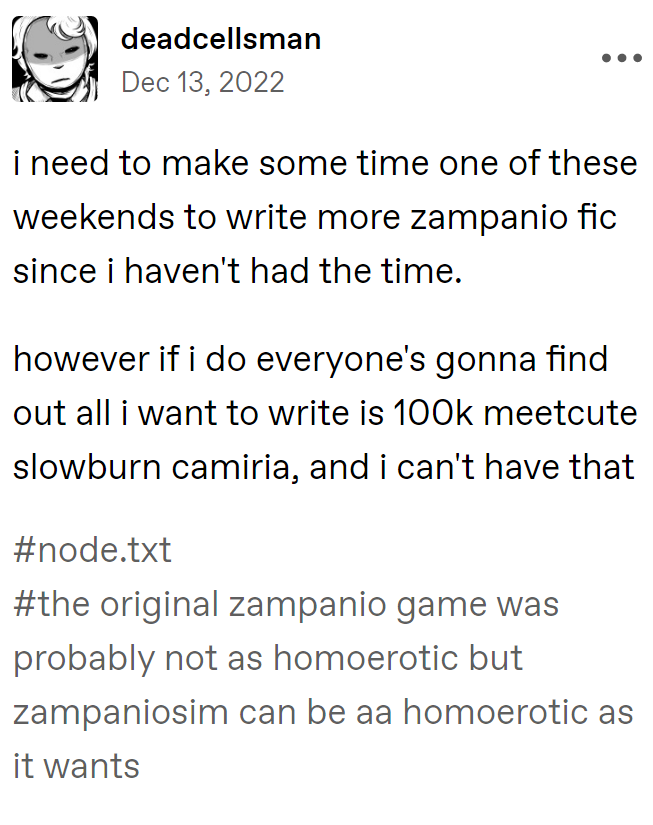 deadcellsman
Dec 13, 2022
i need to make some time one of these
weekends to write more zampanio fic
since i haven't had the time.
however if i do everyone's gonna find
out all i want to write is 100k meetcute
slowburn camiria, and i can't have that
#node.txt
#the original zampanio game was
probably not as homoerotic but
zampaniosim can be aa homoerotic as
it wants